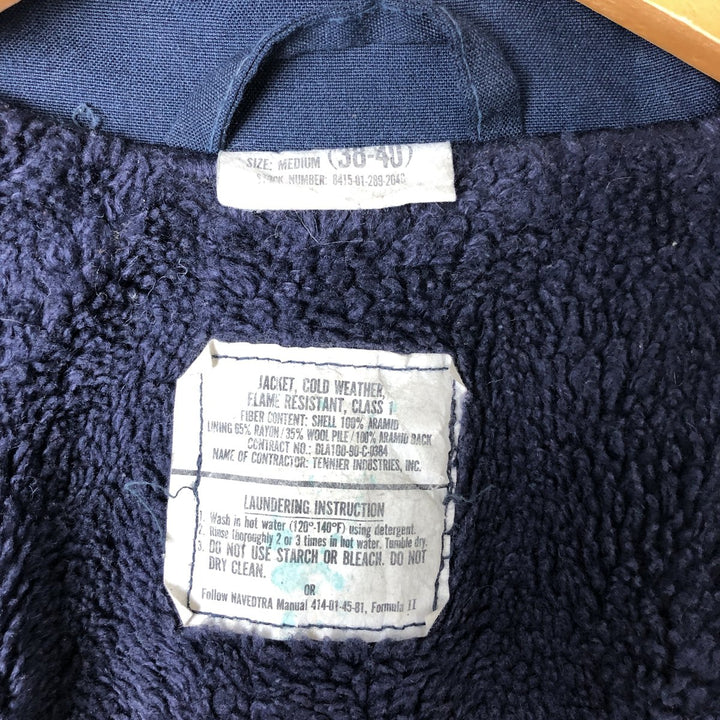 SIZE: MEDIUM (38-40)
STOCK NUMBER: 8415-01-289-2040
JACKET, COLD WEATHER,
FLAME RESISTANT, CLASS 1
FIBER CONTENT: SHELL 100% ARAMID
LINING 65% RAYON/35% WOOL PILE/100% ARAMID BACK
CONTRACT NO.: DLA100-90-C-0384
NAME OF CONTRACTOR: TENNIER INDUSTRIES, INC.
LAUNDERING INSTRUCTION
1. Wash in hot water (120°-140°F) using detergent.
2. Rinse thoroughly 2 or 3 times in hot water. Tumble dry.
3. DO NOT USE STARCH OR BLEACH. DO NOT
DRY CLEAN.
OR
Follow NAVEDTRA Manual 414-01-45-81, Formula II